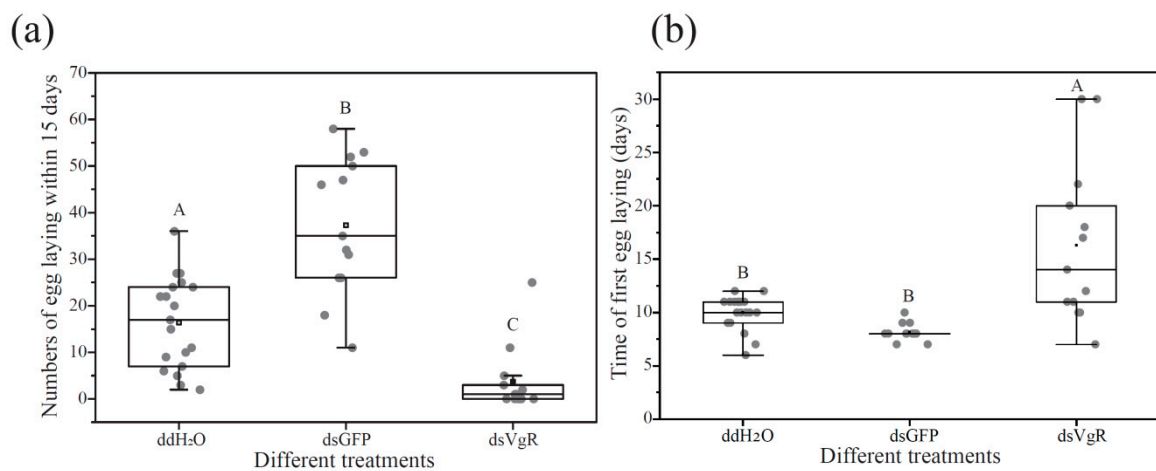 (a)
(b)
Numbers of egg laying within 15 days
70
60
50
40
30
20
10
0
A
B
C
ddH₂O dsGFP dsVgR
Different treatments
Time of first egg laying (days)
30
25
20
15
10
5
0
B
B
A
ddH₂O dsGFP dsVgR
Different treatments